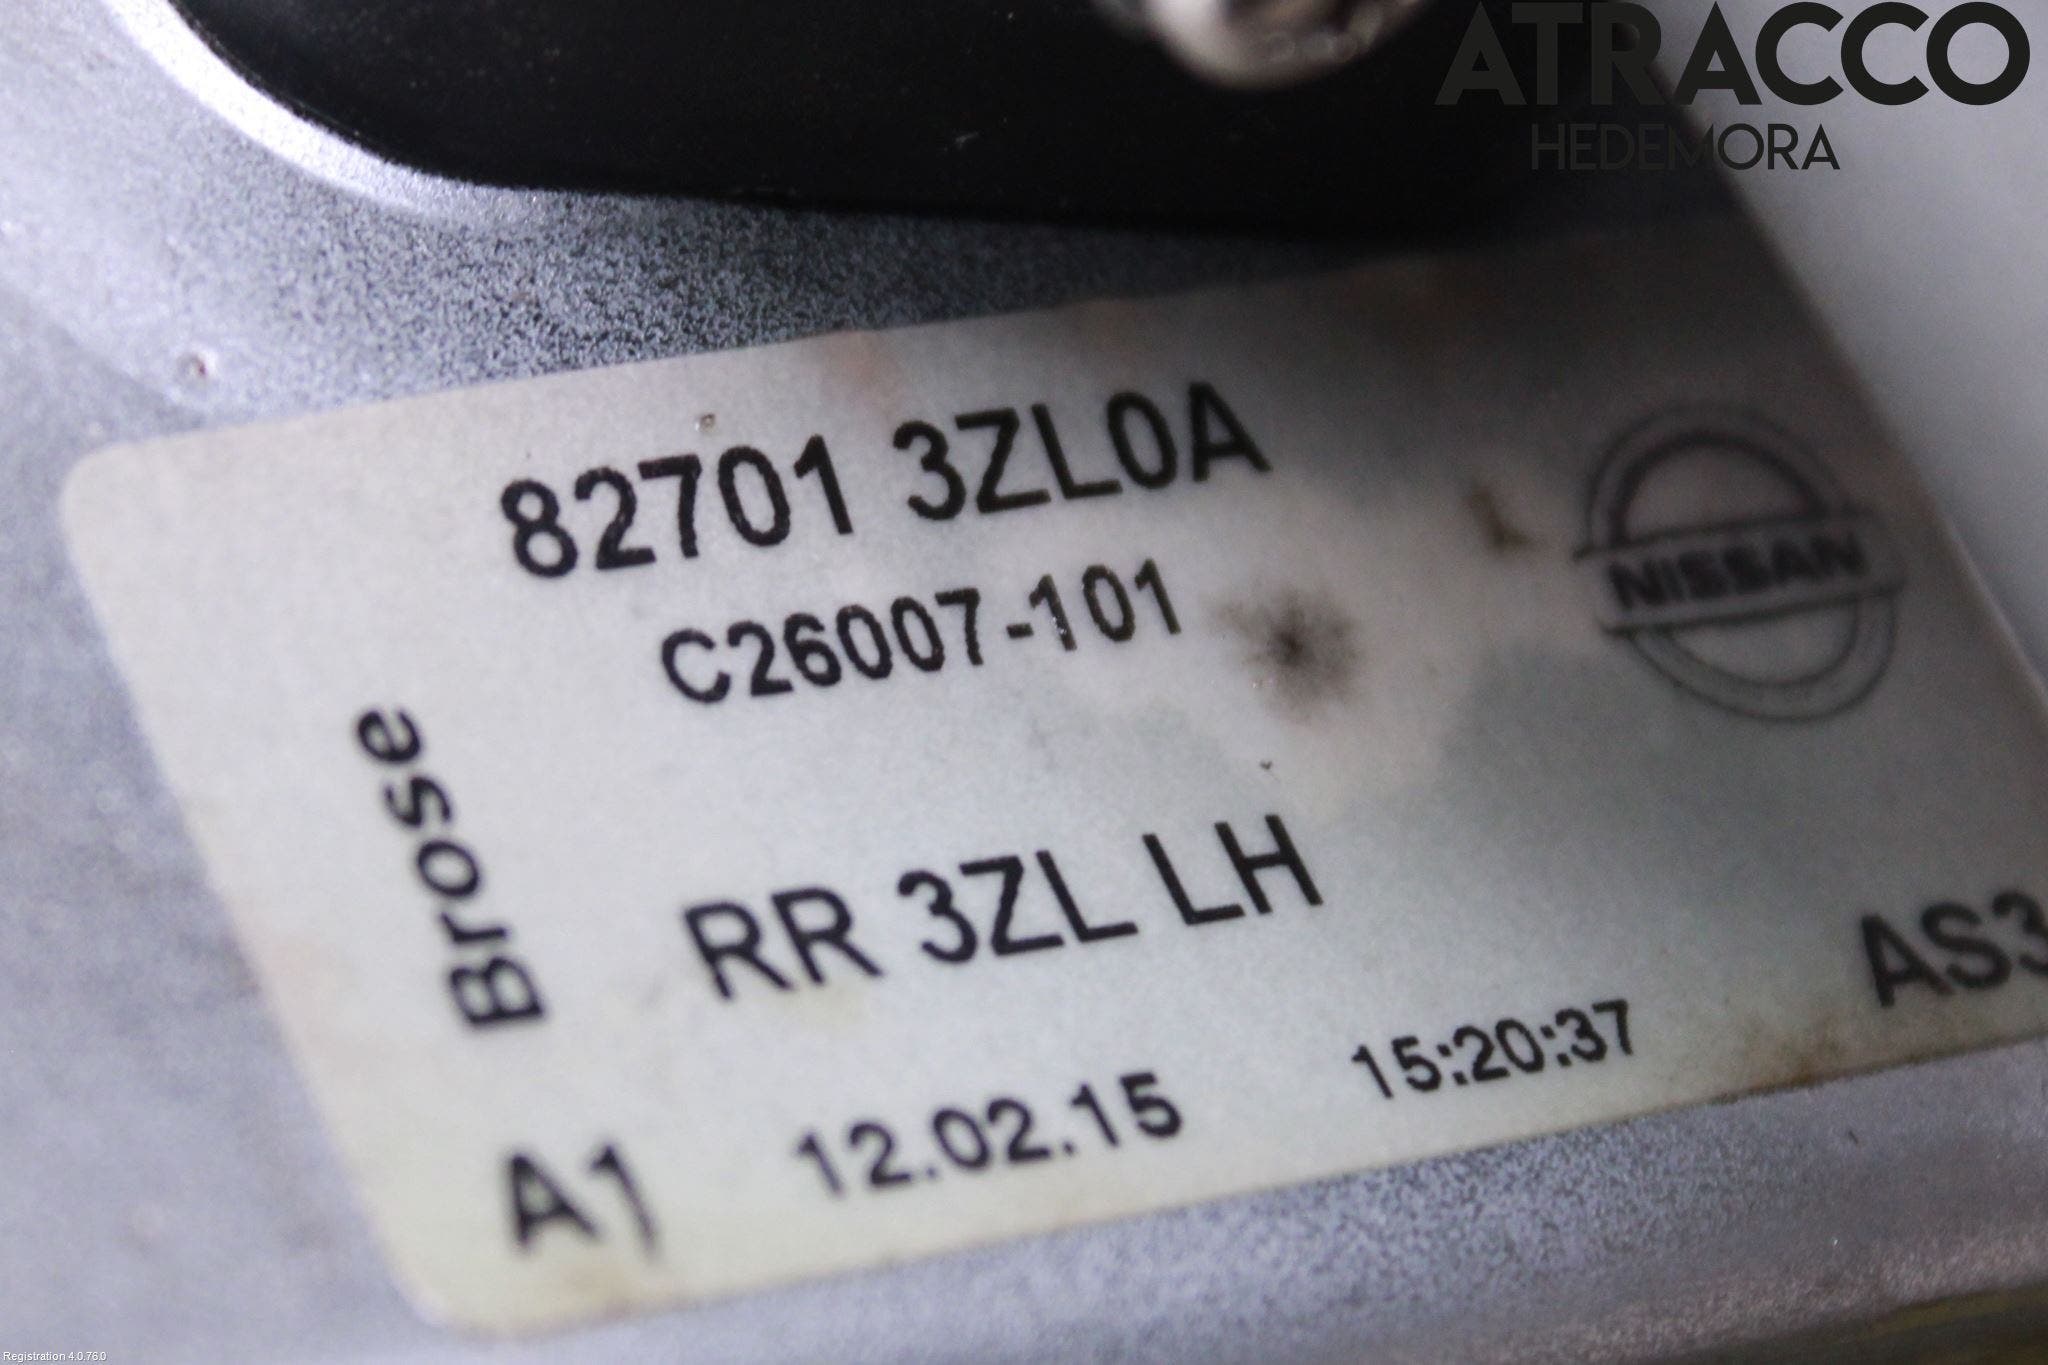 ATRACCO
HEDEMORA
82701 3ZL0A
C26007-101
NISSAN
Brose
RR 3ZL LH
AS3
A1 12.02.15 15:20:37
Registration 4.0.76.0